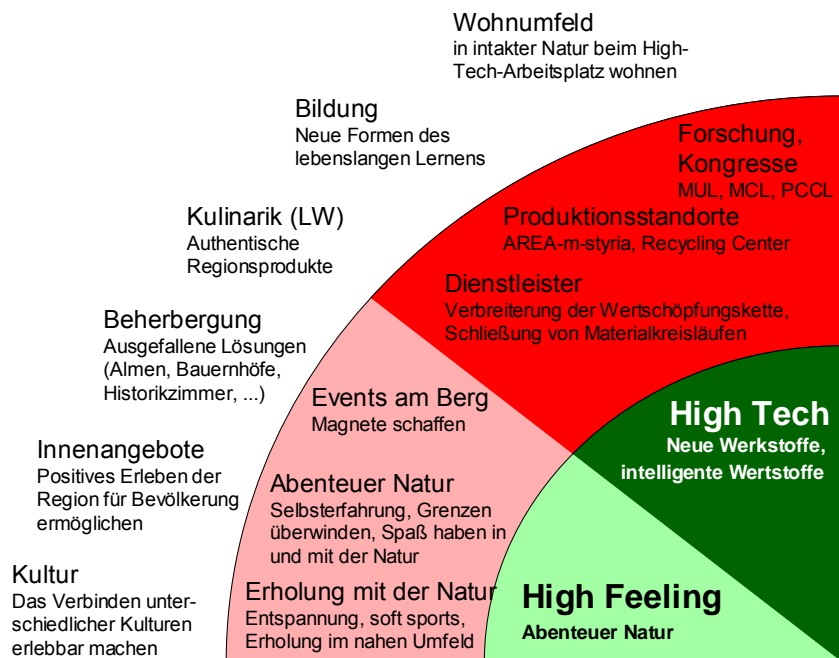 Wohnumfeld
in intakter Natur beim High-
Tech-Arbeitsplatz wohnen
Bildung
Neue Formen des
lebenslangen Lernens
Forschung,
Kongresse
MUL, MCL, PCCL
Kulinarik (LW)
Authentische
Regionsprodukte
Produktionsstandorte
AREA-m-styria, Recycling Center
Dienstleister
Verbreiterung der Wertschöpfungskette,
Schließung von Materialkreisläufen
Beherbergung
Ausgefallene Lösungen
(Almen, Bauernhöfe,
Historikzimmer, ...)
Events am Berg
Magnete schaffen
High Tech
Neue Werkstoffe,
intelligente Wertstoffe
Innenangebote
Positives Erleben der
Region für Bevölkerung
ermöglichen
Abenteuer Natur
Selbsterfahrung, Grenzen
überwinden, Spaß haben in
und mit der Natur
Kultur
Das Verbinden unter-
schiedlicher Kulturen
erlebbar machen
Erholung mit der Natur
Entspannung, soft sports,
Erholung im nahen Umfeld
High Feeling
Abenteuer Natur